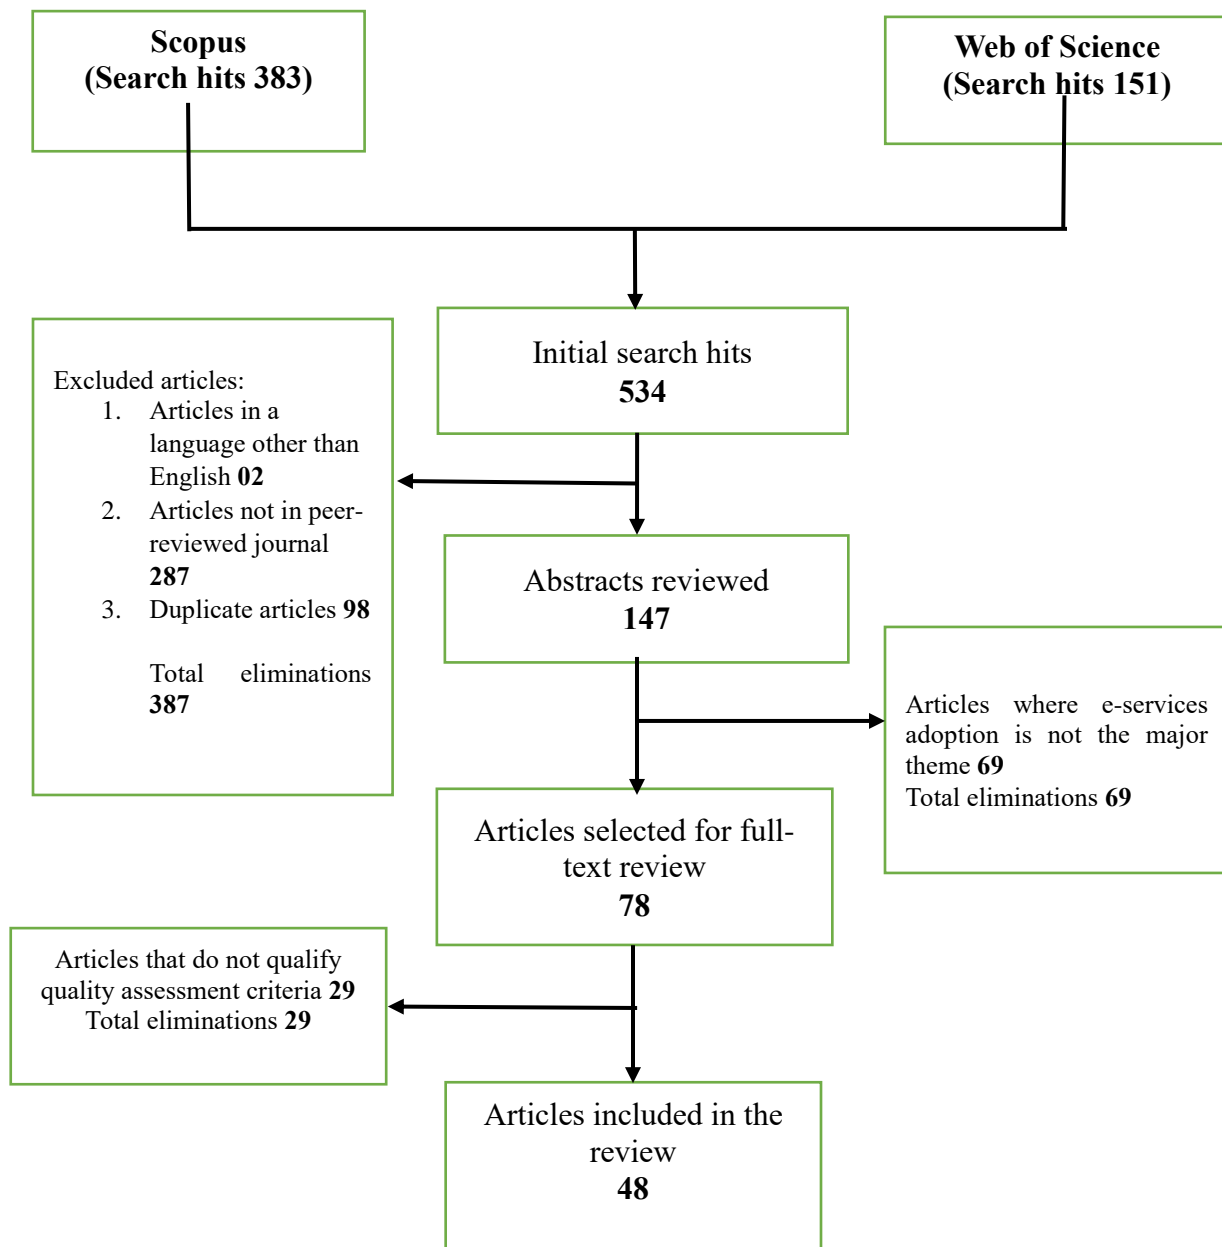 Scopus
(Search hits 383)
Web of Science
(Search hits 151)
Initial search hits
534
Excluded articles:
1. Articles in a
language other than
English 02
2. Articles not in peer-
reviewed journal
287
3. Duplicate articles 98
Total eliminations
387
Abstracts reviewed
147
Articles where e-services
adoption is not the major
theme 69
Total eliminations 69
Articles selected for full-
text review
78
Articles that do not qualify
quality assessment criteria 29
Total eliminations 29
Articles included in the
review
48